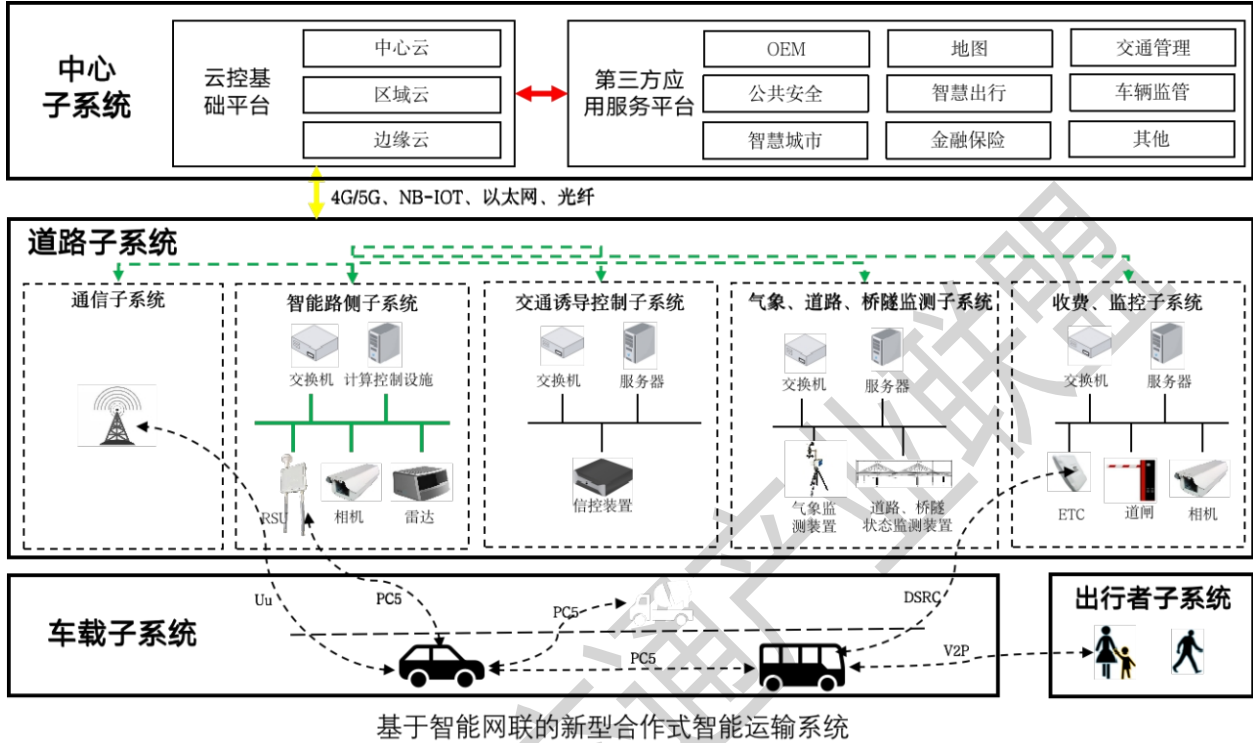 中心
子系统
云控基
础平台
中心云
区域云
边缘云
第三方应
用服务平台
OEM
地图
交通管理
公共安全
智慧出行
车辆监管
智慧城市
金融保险
其他
4G/5G、NB-IOT、以太网、光纤
道路子系统
通信子系统
智能路侧子系统
交换机
计算控制设施
RSU
相机
雷达
交通诱导控制子系统
交换机
服务器
信控装置
气象、道路、桥隧监测子系统
交换机
服务器
气象监
测装置
道路、桥隧
状态监测装置
收费、监控子系统
交换机
服务器
ETC
道闸
相机
车载子系统
Uu
PC5
PC5
PC5
DSRC
V2P
出行者子系统
基于智能网联的新型合作式智能运输系统
交通产业联盟